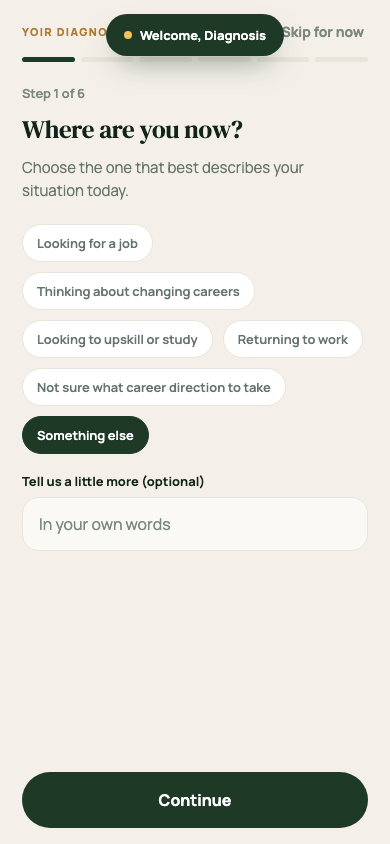 YOUR DIAGNO
Welcome, Diagnosis
Skip for now
Step 1 of 6
Where are you now?
Choose the one that best describes your
situation today.
Looking for a job
Thinking about changing careers
Looking to upskill or study
Returning to work
Not sure what career direction to take
Something else
Tell us a little more (optional)
In your own words
Continue